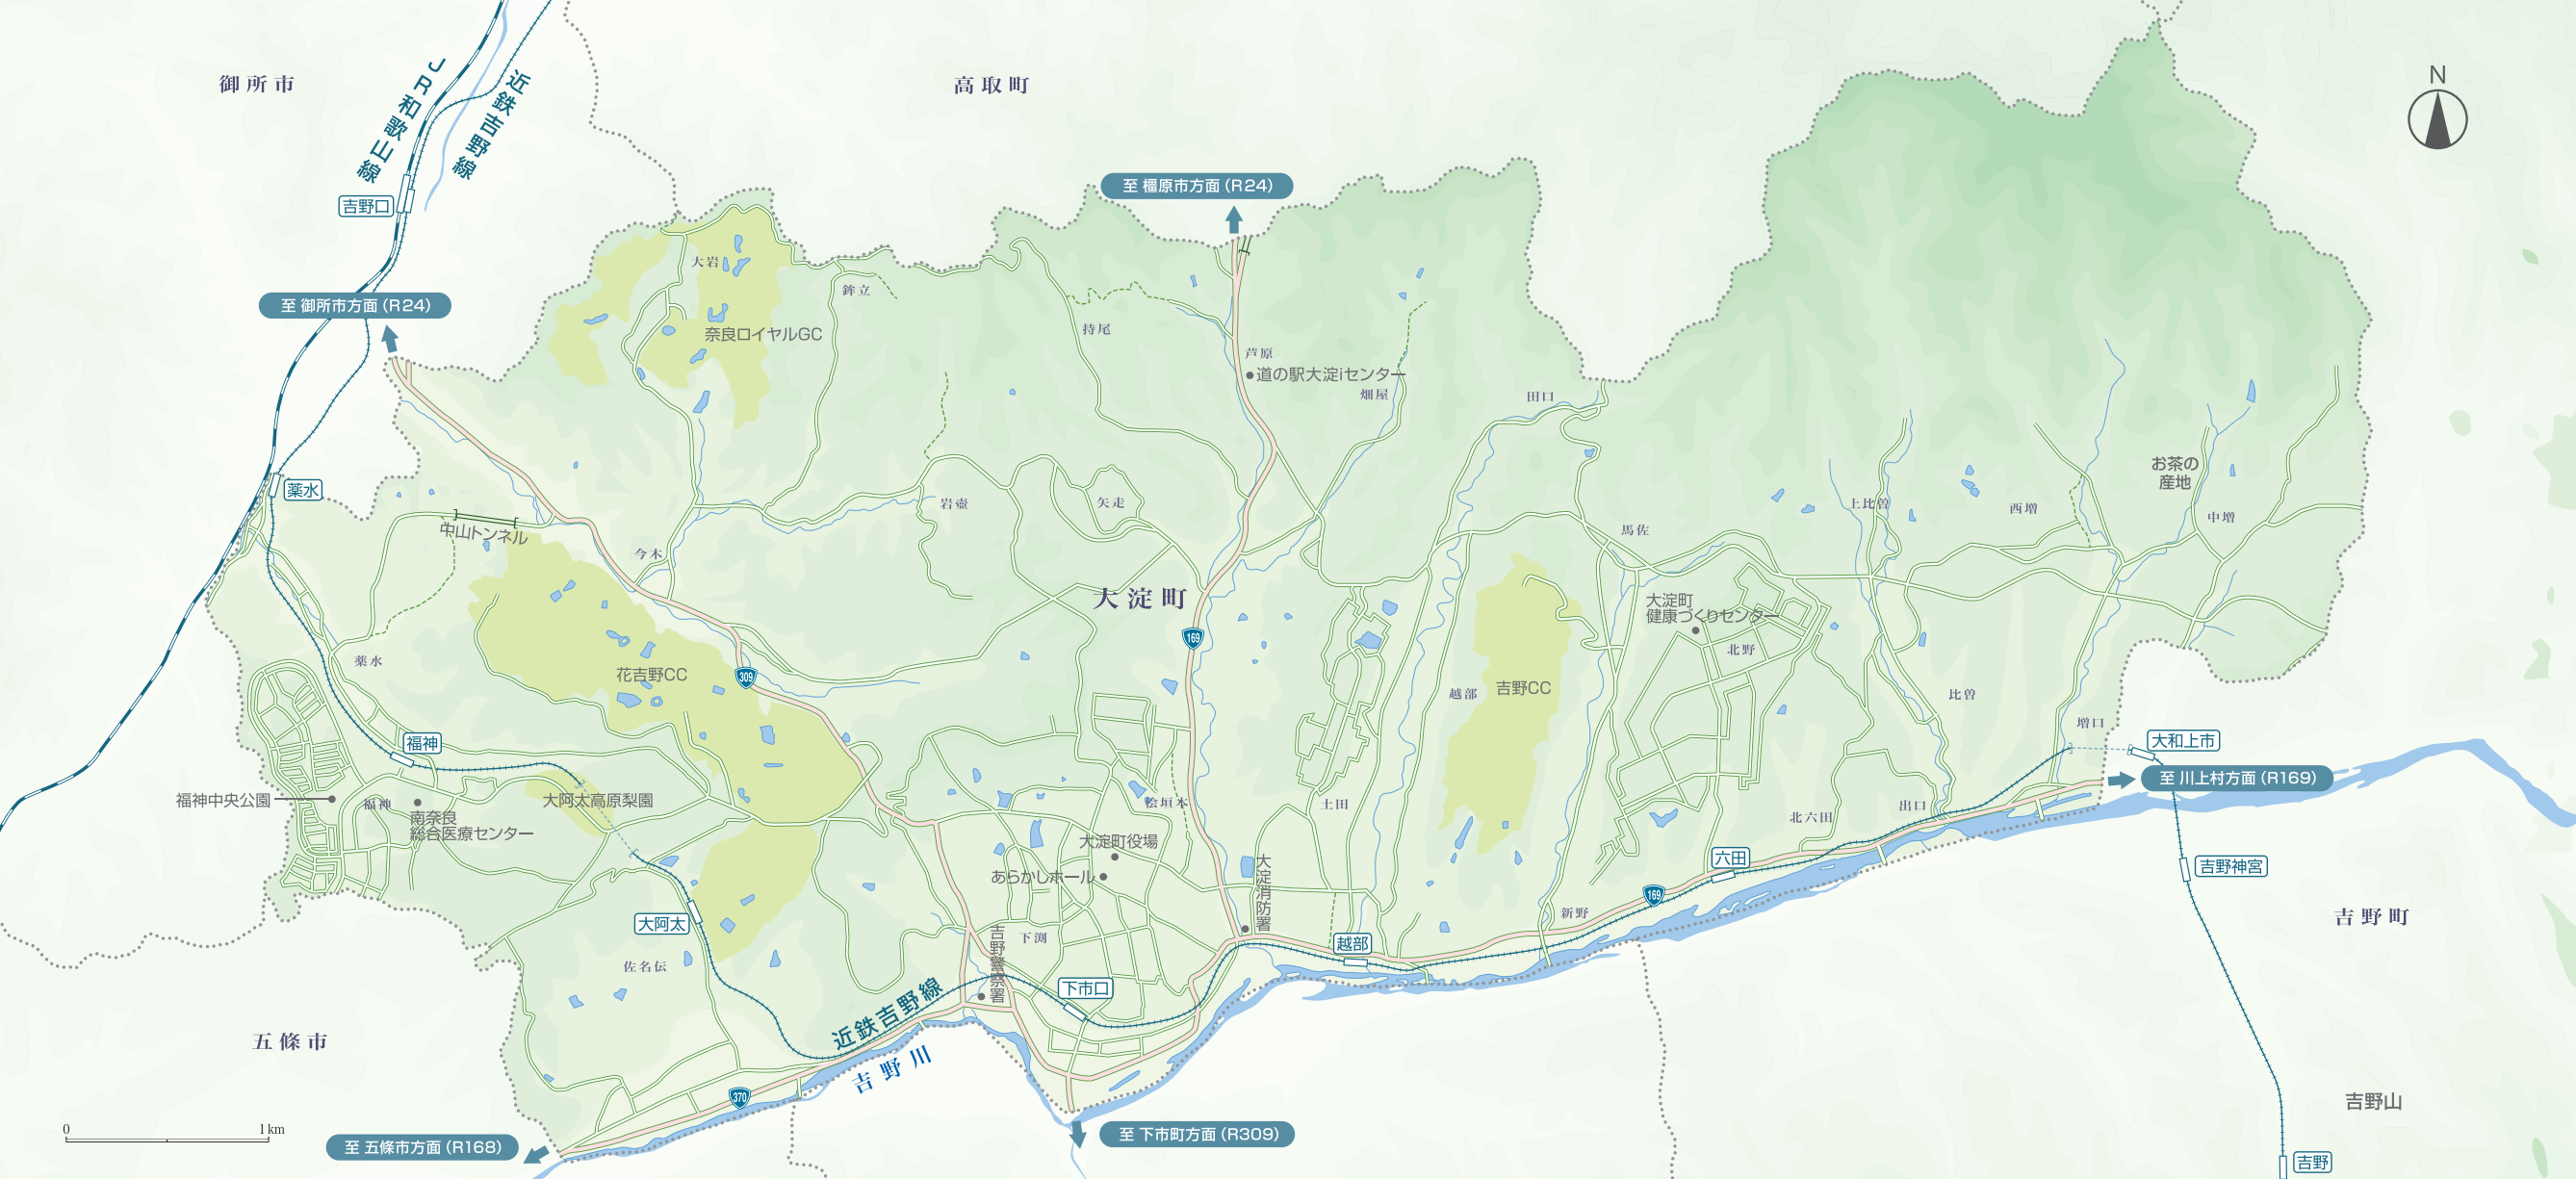 御所市
JR和歌山線
近鉄吉野線
高取町
N
至 橿原市方面（R24）
吉野口
至 御所市方面（R24）
大岩
鉾立
奈良ロイヤルGC
持尾
芦原
道の駅大淀iセンター
畑屋
田口
薬水
中山トンネル
今木
岩壺
矢走
馬佐
上比曽
西増
お茶の
産地
中増
大淀町
169
大淀町
健康づくりセンター
北野
薬水
花吉野CC
309
越部
吉野CC
比曽
増口
大和上市
至 川上村方面（R169）
福神
福神中央公園
福神
南奈良
総合医療センター
大阿太高原梨園
桧垣本
土田
北六田
出口
大淀町役場
あらかしホール
大淀消防署
六田
吉野神宮
169
新野
吉野町
大阿太
佐名伝
下渕
吉野警察署
越部
下市口
五條市
近鉄吉野線
吉野川
370
吉野山
0
1km
至 五條市方面（R168）
至 下市町方面（R309）
吉野